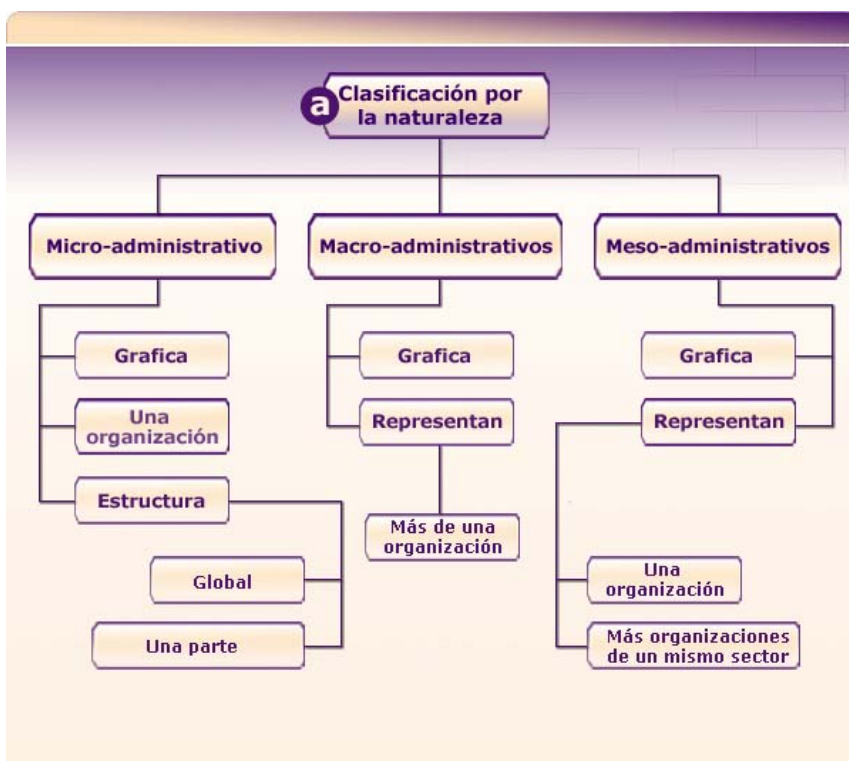 a
Clasificación por
la naturaleza
Micro-administrativo
Macro-administrativos
Meso-administrativos
Grafica
Una
organización
Estructura
Global
Una parte
Grafica
Representan
Más de una
organización
Grafica
Representan
Una
organización
Más organizaciones
de un mismo sector